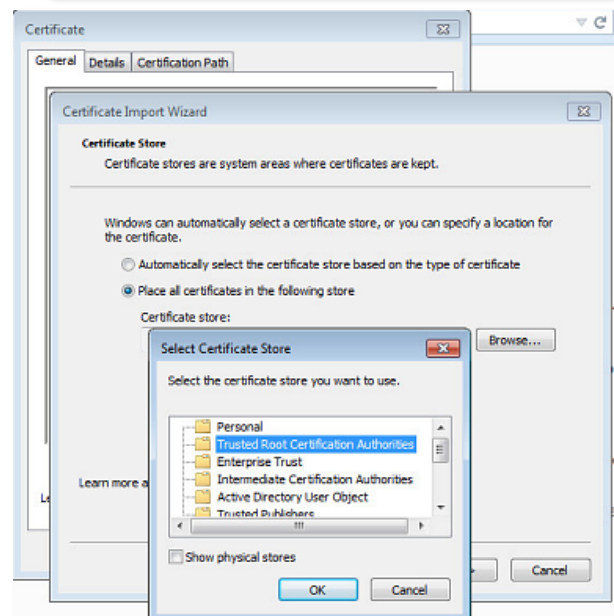 Certificate
General Details Certification Path
Certificate Import Wizard
Certificate Store
Certificate stores are system areas where certificates are kept.
Windows can automatically select a certificate store, or you can specify a location for
the certificate.
Automatically select the certificate store based on the type of certificate
Place all certificates in the following store
Certificate store:
Browse...
Select Certificate Store
Select the certificate store you want to use.
Personal
Trusted Root Certification Authorities
Enterprise Trust
Intermediate Certification Authorities
Active Directory User Object
Trusted Publishers
Learn more a
Show physical stores
OK Cancel
Cancel